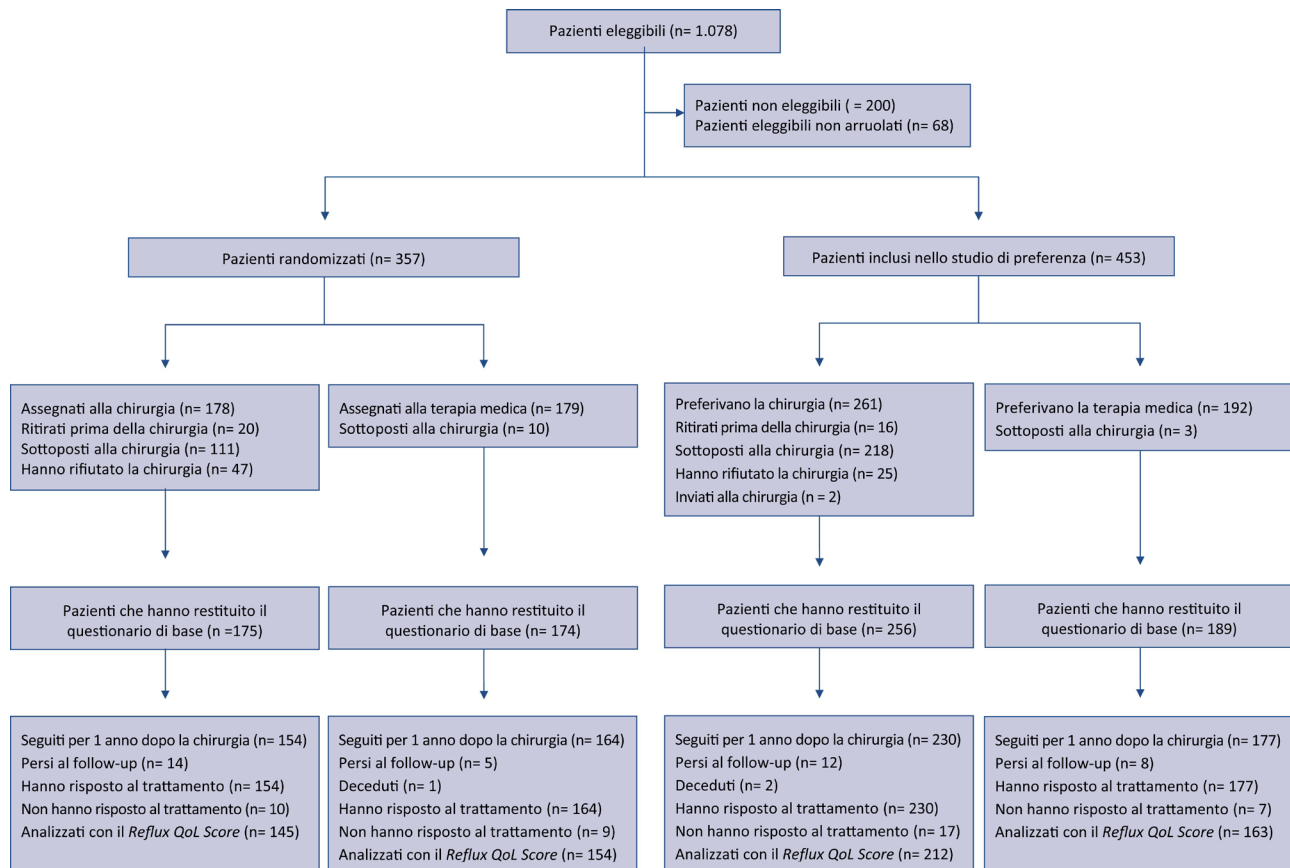 Pazienti eleggibili (n= 1.078)
Pazienti non eleggibili ( = 200)
Pazienti eleggibili non arruolati (n= 68)
Pazienti randomizzati (n= 357)
Pazienti inclusi nello studio di preferenza (n= 453)
Assegnati alla chirurgia (n= 178)
Ritirati prima della chirurgia (n= 20)
Sottoposti alla chirurgia (n= 111)
Hanno rifiutato la chirurgia (n= 47)
Assegnati alla terapia medica (n= 179)
Sottoposti alla chirurgia (n= 10)
Preferivano la chirurgia (n= 261)
Ritirati prima della chirurgia (n= 16)
Sottoposti alla chirurgia (n= 218)
Hanno rifiutato la chirurgia (n= 25)
Inviati alla chirurgia (n = 2)
Preferivano la terapia medica (n= 192)
Sottoposti alla chirurgia (n= 3)
Pazienti che hanno restituito il
questionario di base (n =175)
Pazienti che hanno restituito il
questionario di base (n= 174)
Pazienti che hanno restituito il
questionario di base (n= 256)
Pazienti che hanno restituito il
questionario di base (n= 189)
Seguiti per 1 anno dopo la chirurgia (n= 154)
Persi al follow-up (n= 14)
Hanno risposto al trattamento (n= 154)
Non hanno risposto al trattamento (n= 10)
Analizzati con il Reflux QoL Score (n= 145)
Seguiti per 1 anno dopo la chirurgia (n= 164)
Persi al follow-up (n= 5)
Deceduti (n= 1)
Hanno risposto al trattamento (n= 164)
Non hanno risposto al trattamento (n= 9)
Analizzati con il Reflux QoL Score (n= 154)
Seguiti per 1 anno dopo la chirurgia (n= 230)
Persi al follow-up (n= 12)
Deceduti (n= 2)
Hanno risposto al trattamento (n= 230)
Non hanno risposto al trattamento (n= 17)
Analizzati con il Reflux QoL Score (n= 212)
Seguiti per 1 anno dopo la chirurgia (n= 177)
Persi al follow-up (n= 8)
Hanno risposto al trattamento (n= 177)
Non hanno risposto al trattamento (n= 7)
Analizzati con il Reflux QoL Score (n= 163)